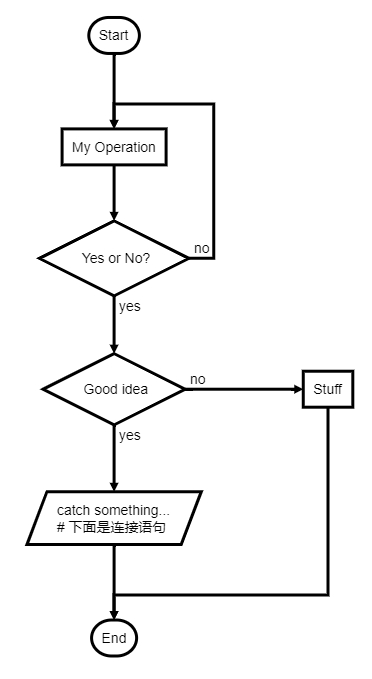 Start
My Operation
Yes or No?
no
yes
Good idea
no
Stuff
yes
catch something...
# 下面是连接语句
End